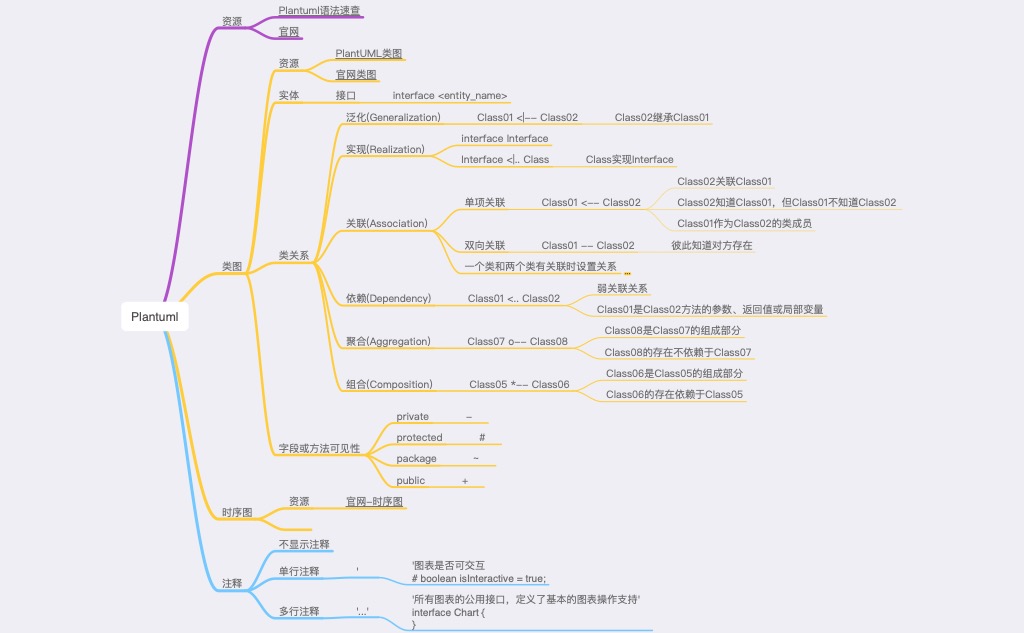 Plantuml
资源
Plantuml语法速查
官网
类图
资源
PlantUML类图
官网类图
实体
接口
interface <entity_name>
类关系
泛化(Generalization)
Class01 <|-- Class02
Class02继承Class01
实现(Realization)
interface Interface
Interface <|.. Class
Class实现Interface
关联(Association)
单项关联
Class01 <-- Class02
Class02关联Class01
Class02知道Class01，但Class01不知道Class02
Class01作为Class02的类成员
双向关联
Class01 -- Class02
彼此知道对方存在
一个类和两个类有关联时设置关系
...
依赖(Dependency)
Class01 <.. Class02
弱关联关系
Class01是Class02方法的参数、返回值或局部变量
聚合(Aggregation)
Class07 o-- Class08
Class08是Class07的组成部分
Class08的存在不依赖于Class07
组合(Composition)
Class05 *-- Class06
Class06是Class05的组成部分
Class06的存在依赖于Class05
字段或方法可见性
private
-
protected
#
package
~
public
+
时序图
资源
官网-时序图
注释
不显示注释
单行注释
'
'图表是否可交互
# boolean isInteractive = true;
多行注释
'...'
'所有图表的公用接口，定义了基本的图表操作支持'
interface Chart {
}